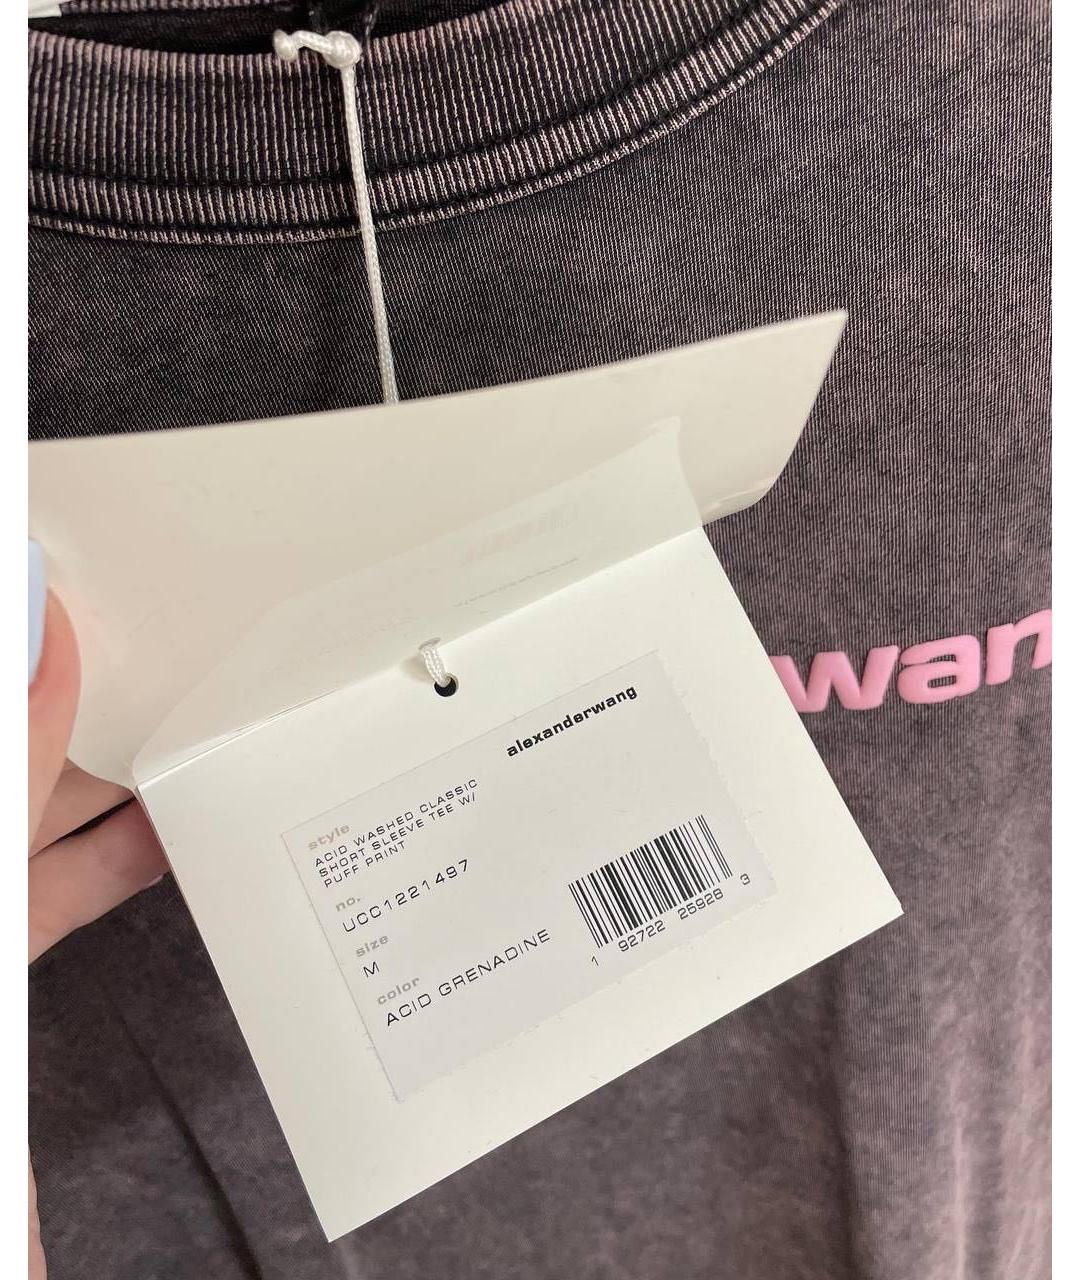 wan
alexanderwang
style
ACID WASHED CLASSIC
SHORT SLEEVE TEE W/
PUFF PRINT
no.
UCC1221497
size
M
color
ACID GRENADINE
1 92722 25928 3